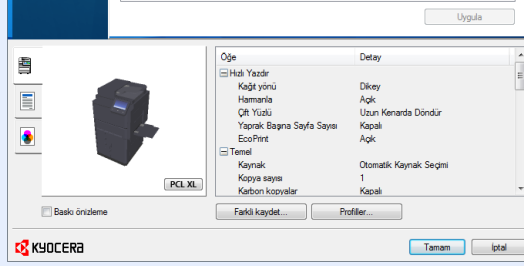 Uygula
Öğe Detay
Hızlı Yazdır
Kağıt yönü Dikey
Harmanla Açık
Çift Yüzlü Uzun Kenarda Döndür
Yaprak Başına Sayfa Sayısı Kapalı
EcoPrint Açık
Temel
Kaynak Otomatik Kaynak Seçimi
Kopya sayısı 1
Karbon kopyalar Kapalı
PCL XL
Baskı önizleme Farklı kaydet... Profiller...
KYOCERA Tamam İptal